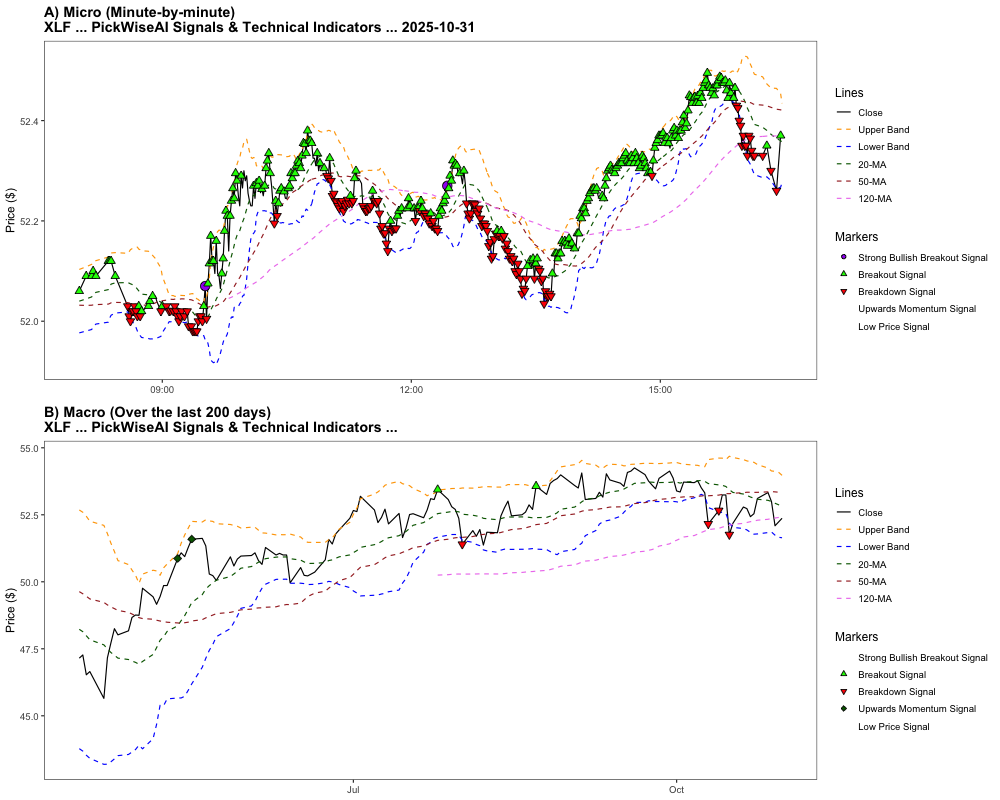 A) Micro (Minute-by-minute)
XLF ... PickWiseAI Signals & Technical Indicators ... 2025-10-31
Price ($)
52.4
52.2
52.0
09:00
12:00
15:00
Lines
Close
Upper Band
Lower Band
20-MA
50-MA
120-MA
Markers
Strong Bullish Breakout Signal
Breakout Signal
Breakdown Signal
Upwards Momentum Signal
Low Price Signal
B) Macro (Over the last 200 days)
XLF ... PickWiseAI Signals & Technical Indicators ...
Price ($)
55.0
52.5
50.0
47.5
45.0
Jul
Oct
Lines
Close
Upper Band
Lower Band
20-MA
50-MA
120-MA
Markers
Strong Bullish Breakout Signal
Breakout Signal
Breakdown Signal
Upwards Momentum Signal
Low Price Signal